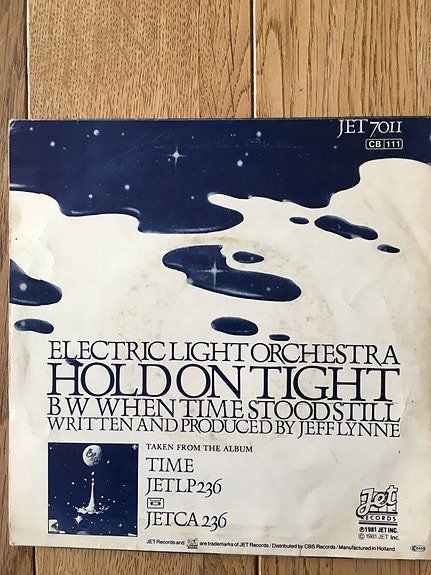 JET 7011
CB 111
ELECTRIC LIGHT ORCHESTRA
HOLD ON TIGHT
B W WHEN TIME STOOD STILL
WRITTEN AND PRODUCED BY JEFF LYNNE
TAKEN FROM THE ALBUM
TIME
JETLP236
JETCA 236
Jet
RECORDS
℗ 1981 JET INC.
© 1981 JET Inc.
JET Records and Jet are trademarks of JET Records / Distributed by CBS Records / Manufactured in Holland